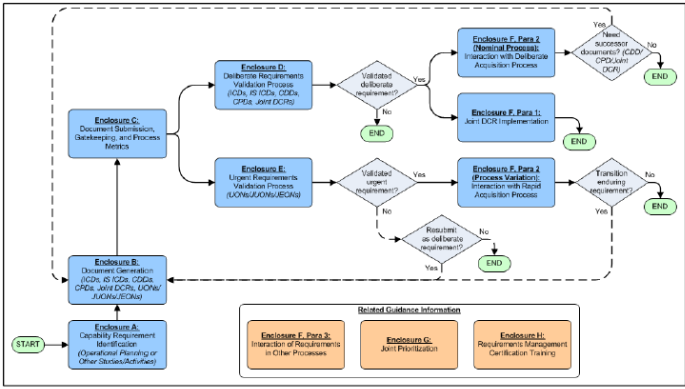 Enclosure D:
Deliberate Requirements
Validation Process
(ICDs, IS ICDs, CDDs,
CPDs, Joint DCRs)
Validated
deliberate
requirement?
Yes
No
END
Enclosure F, Para 2
(Nominal Process):
Interaction with Deliberate
Acquisition Process
Yes
Need
successor
documents? (CDD/
CPD/Joint
DCR)
No
END
Enclosure F, Para 1:
Joint DCR Implementation
END
Enclosure C:
Document Submission,
Gatekeeping, and Process
Metrics
Enclosure E:
Urgent Requirements
Validation Process
(UONs/JUONs/JEONs)
Validated
urgent
requirement?
Yes
No
Enclosure F, Para 2
(Process Variation):
Interaction with Rapid
Acquisition Process
Transition
enduring
requirement?
No
END
Yes
Resubmit
as deliberate
requirement?
No
END
Yes
Enclosure B:
Document Generation
(ICDs, IS ICDs, CDDs,
CPDs, Joint DCRs, UONs/
JUONs/JEONs)
START
Enclosure A:
Capability Requirement
Identification
(Operational Planning or
Other Studies/Activities)
Related Guidance Information
Enclosure F, Para 3:
Interaction of Requirements
in Other Processes
Enclosure G:
Joint Prioritization
Enclosure H:
Requirements Management
Certification Training